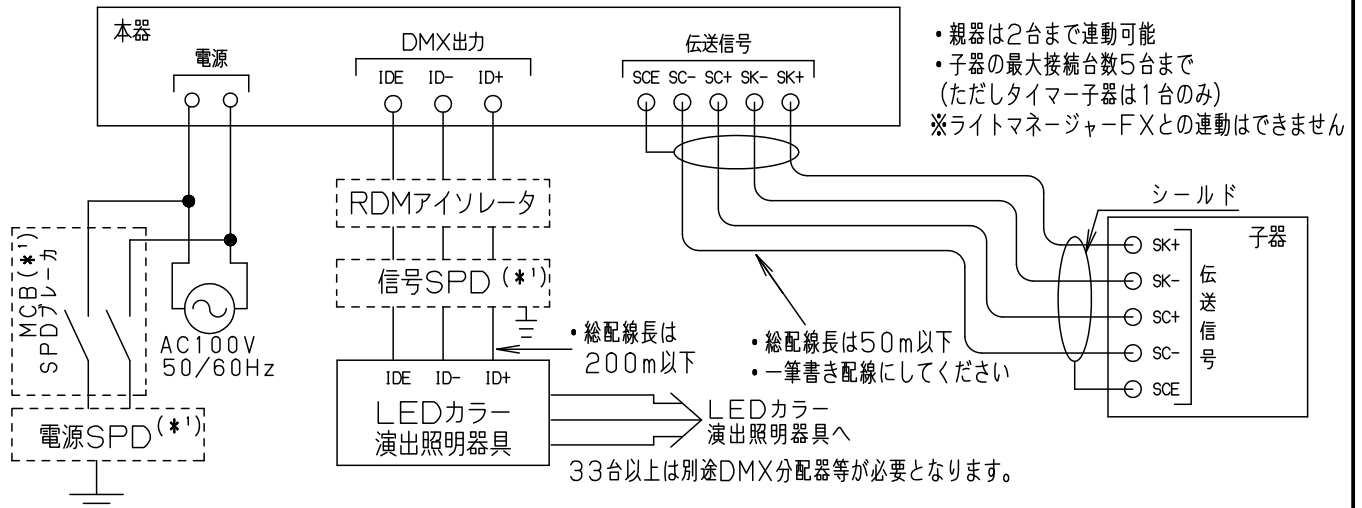 本器
電源
DMX出力
IDE ID- ID+
伝送信号
SCE SC- SC+ SK- SK+
・親器は2台まで連動可能
・子器の最大接続台数5台まで
(ただしタイマー子器は1台のみ)
※ライトマネージャーFXとの連動はできません
RDMアイソレータ
信号SPD(*1)
MCB(*1)
SPDブレーカ
AC100V
50/60Hz
電源SPD(*1)
・総配線長は
200m以下
IDE ID- ID+
LEDカラー
演出照明器具
LEDカラー
演出照明器具へ
33台以上は別途DMX分配器等が必要となります。
・総配線長は50m以下
・一筆書き配線にしてください
シールド
子器
SK+
SK-
SC+
SC-
SCE
伝送信号